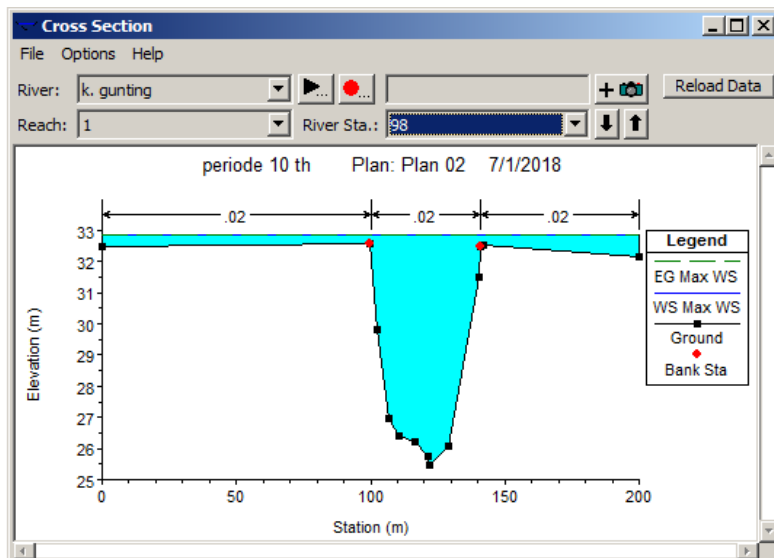 Cross Section
File Options Help
River: k. gunting Reload Data
Reach: 1 River Sta.: 98
periode 10 th Plan: Plan 02 7/1/2018
.02 .02 .02
33
32
31
30
29
28
27
26
25
0 50 100 150 200
Station (m)
Elevation (m)
Legend
EG Max WS
WS Max WS
Ground
Bank Sta